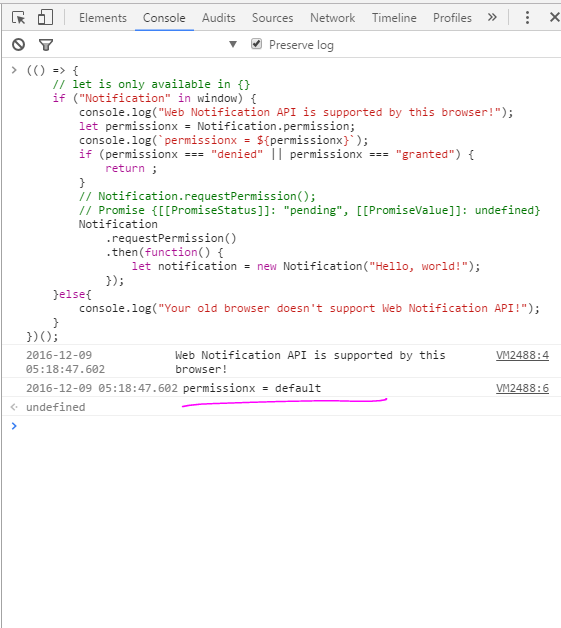 Elements Console Audits Sources Network Timeline Profiles »
Preserve log
> (() => {
// let is only available in {}
if ("Notification" in window) {
console.log("Web Notification API is supported by this browser!");
let permissionx = Notification.permission;
console.log(`permissionx = ${permissionx}`);
if (permissionx === "denied" || permissionx === "granted") {
return ;
}
// Notification.requestPermission();
// Promise {[[PromiseStatus]]: "pending", [[PromiseValue]]: undefined}
Notification
.requestPermission()
.then(function() {
let notification = new Notification("Hello, world!");
});
}else{
console.log("Your old browser doesn't support Web Notification API!");
}
})();
2016-12-09 Web Notification API is supported by this VM2488:4
05:18:47.602 browser!
2016-12-09 05:18:47.602 permissionx = default VM2488:6
undefined
>